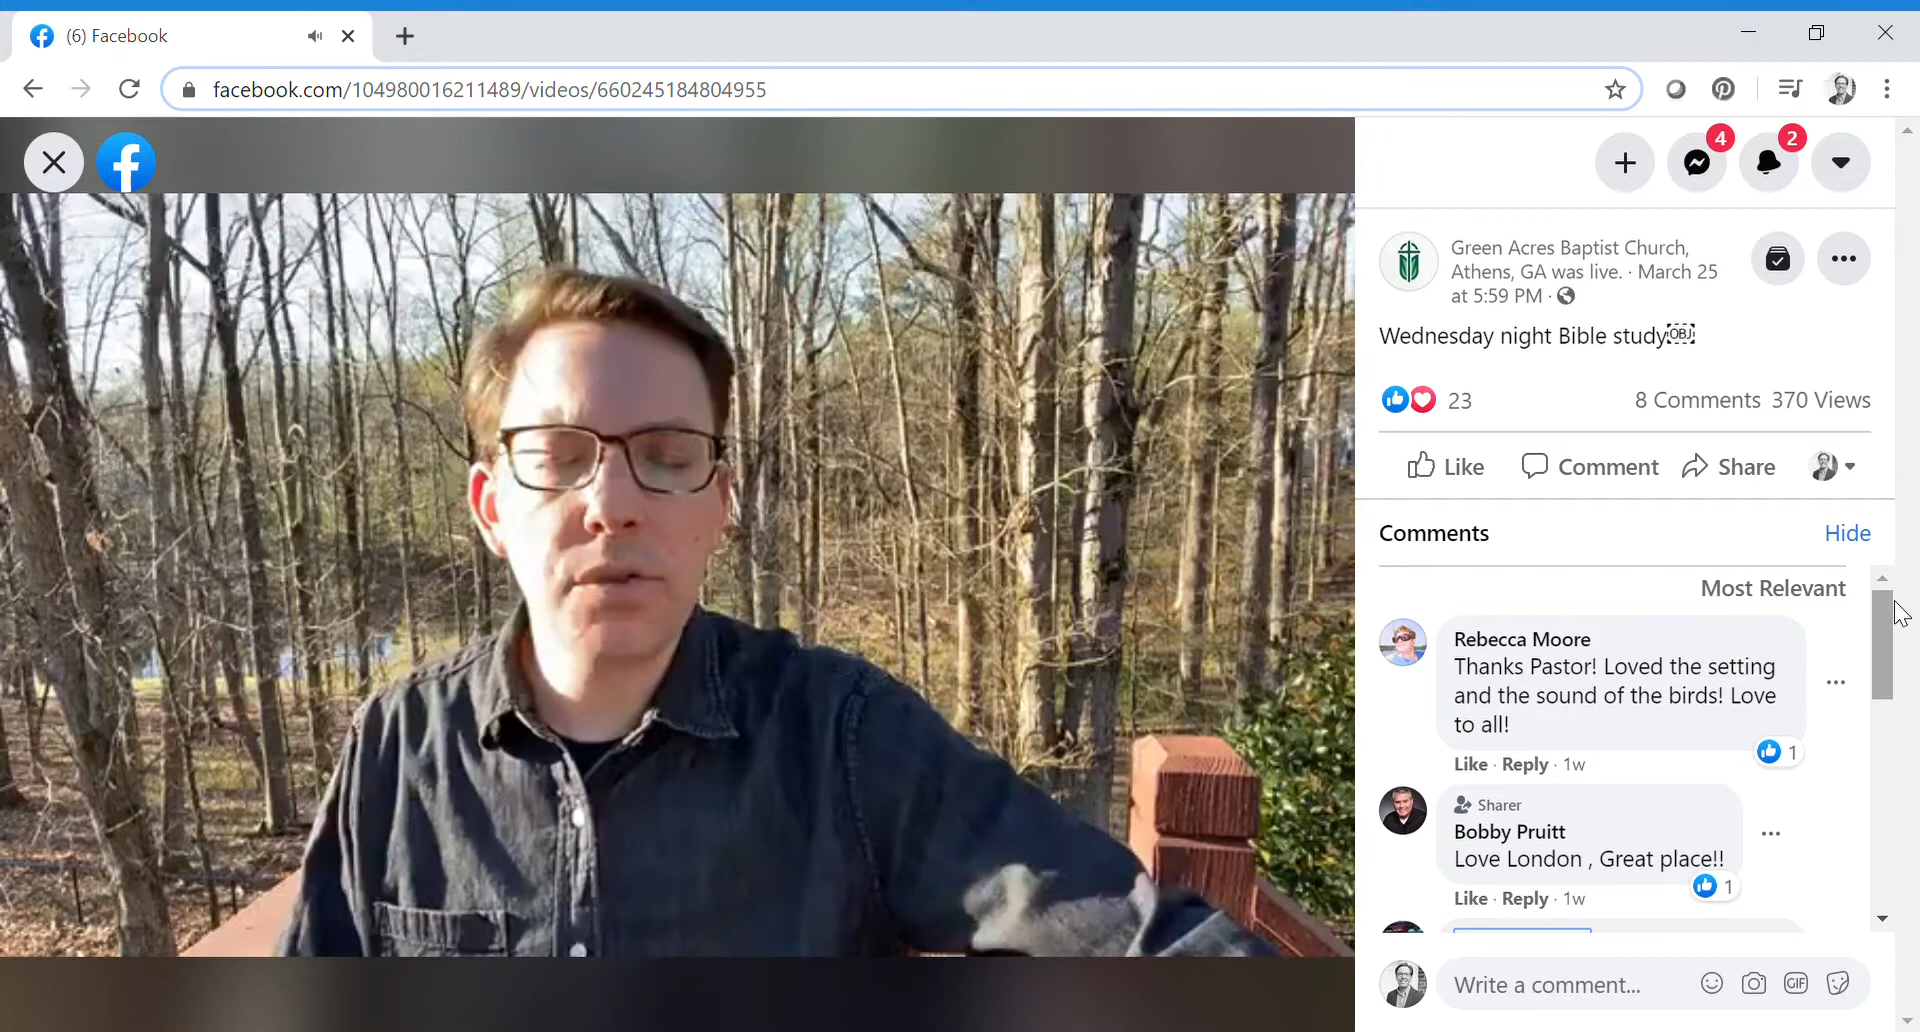 (6) Facebook
facebook.com/104980016211489/videos/660245184804955
4
2
Green Acres Baptist Church,
Athens, GA was live. · March 25
at 5:59 PM ·
Wednesday night Bible study￼
23
8 Comments 370 Views
Like
Comment
Share
Comments
Hide
Most Relevant
Rebecca Moore
Thanks Pastor! Loved the setting
and the sound of the birds! Love
to all!
1
Like · Reply · 1w
Sharer
Bobby Pruitt
Love London , Great place!!
1
Like · Reply · 1w
Write a comment...
GIF